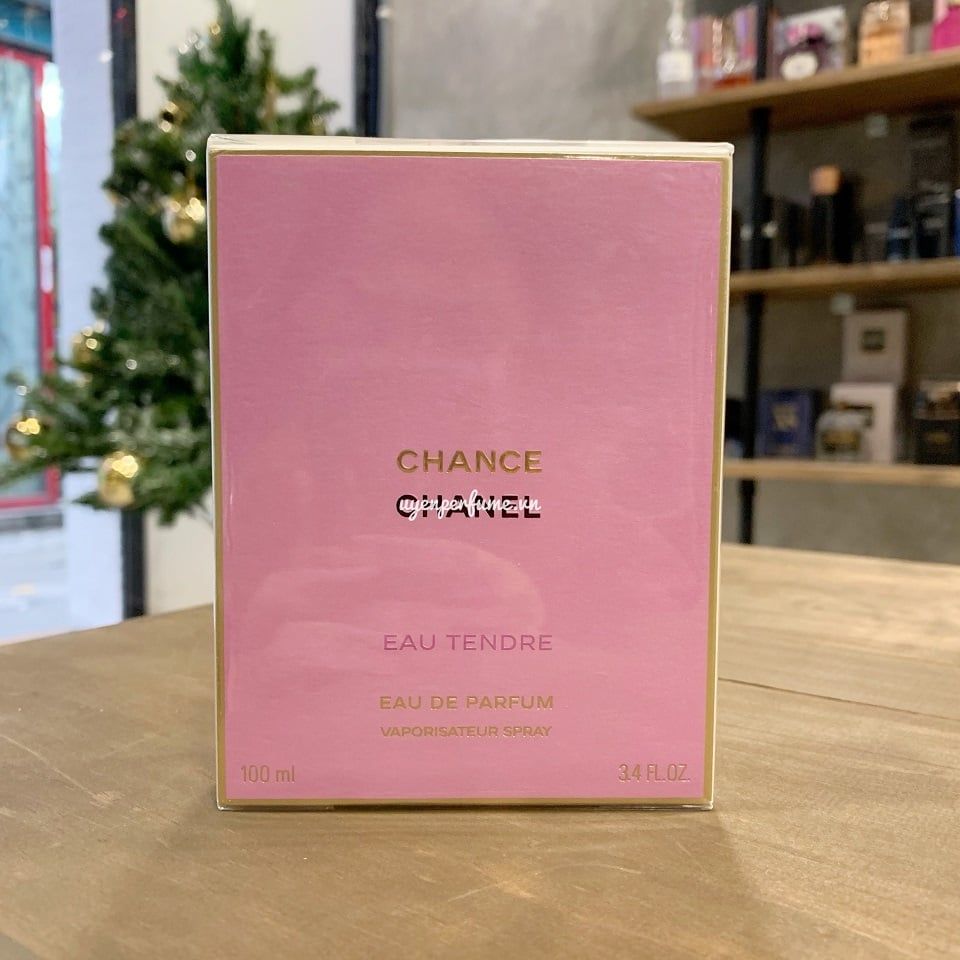 CHANCE
CHANEL
uyenperfume.vn
EAU TENDRE
EAU DE PARFUM
VAPORISATEUR SPRAY
100 ml
3.4 FL.OZ.